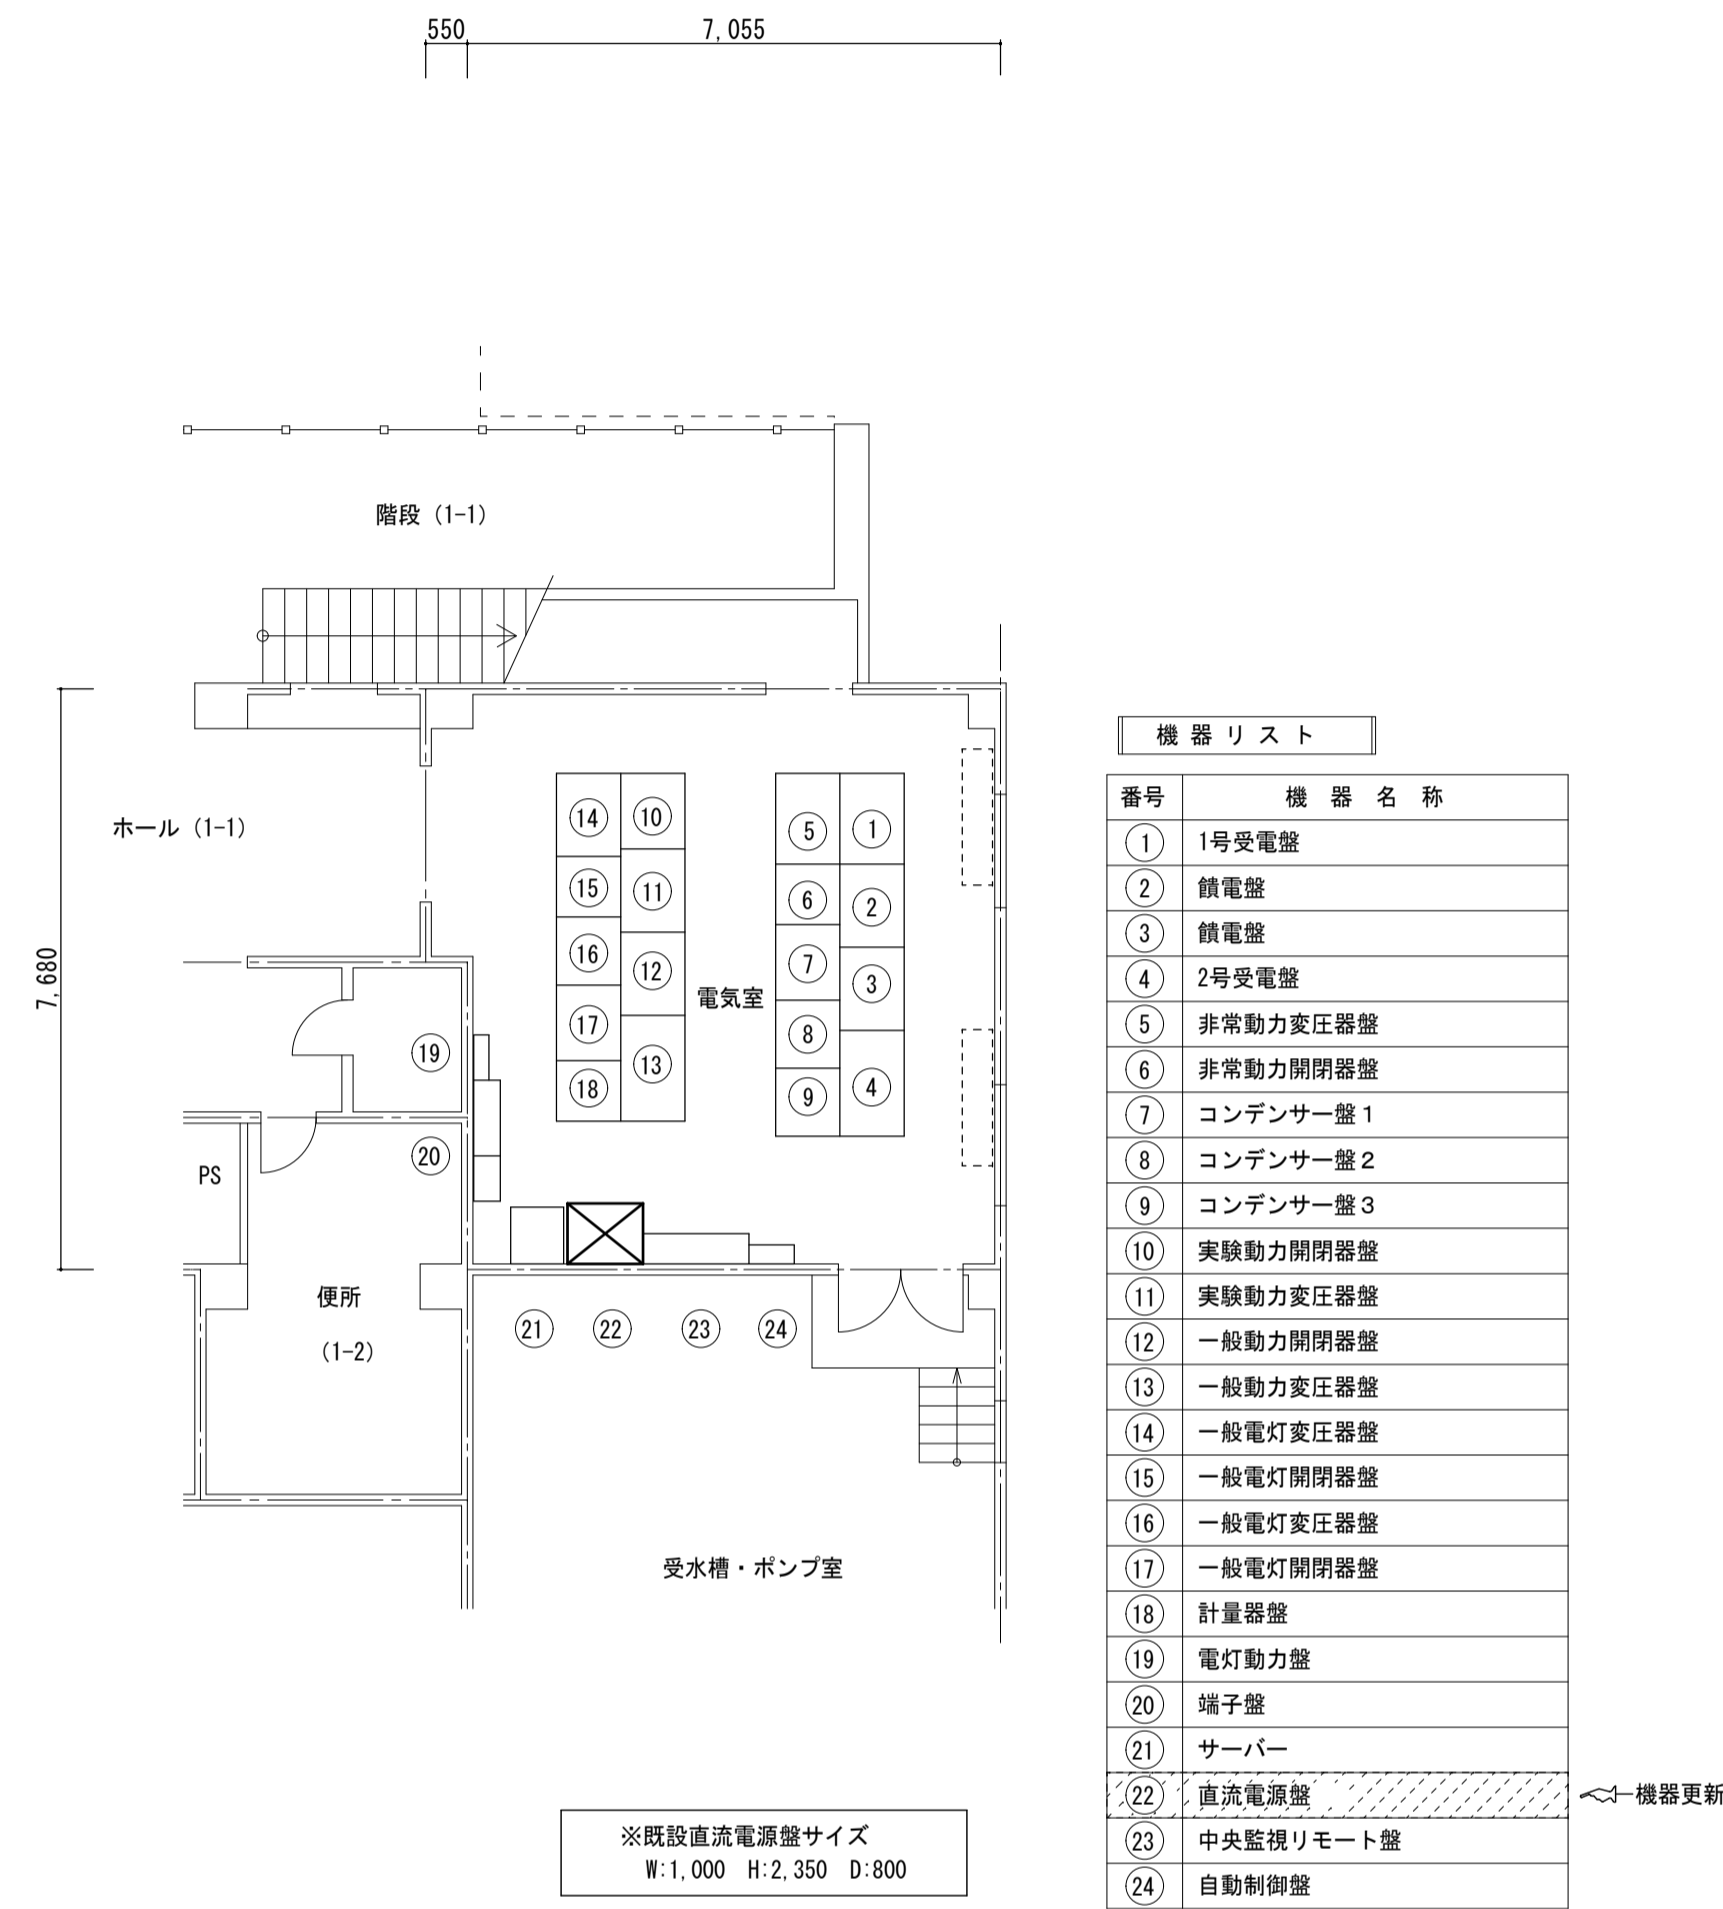 550
7,055
階段（1-1）
7,680
ホール（1-1）
⑭
⑩
⑤
①
⑮
⑪
⑥
②
⑯
⑫
⑦
③
電気室
⑰
⑬
⑧
④
⑱
⑨
⑲
⑳
PS
便所
（1-2）
㉑
㉒
㉓
㉔
受水槽・ポンプ室
※既設直流電源盤サイズ
W:1,000 H:2,350 D:800
機器リスト
番号 機器名称
① 1号受電盤
② 饋電盤
③ 饋電盤
④ 2号受電盤
⑤ 非常動力変圧器盤
⑥ 非常動力開閉器盤
⑦ コンデンサー盤１
⑧ コンデンサー盤２
⑨ コンデンサー盤３
⑩ 実験動力開閉器盤
⑪ 実験動力変圧器盤
⑫ 一般動力開閉器盤
⑬ 一般動力変圧器盤
⑭ 一般電灯変圧器盤
⑮ 一般電灯開閉器盤
⑯ 一般電灯変圧器盤
⑰ 一般電灯開閉器盤
⑱ 計量器盤
⑲ 電灯動力盤
⑳ 端子盤
㉑ サーバー
㉒ 直流電源盤 機器更新
㉓ 中央監視リモート盤
㉔ 自動制御盤